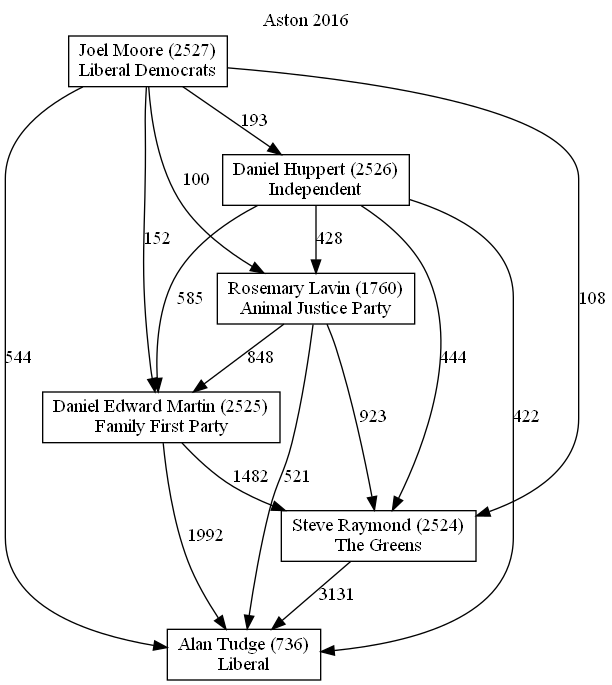 Aston 2016
Joel Moore (2527)
Liberal Democrats
193
Daniel Huppert (2526)
Independent
100
152
428
585
Rosemary Lavin (1760)
Animal Justice Party
108
544
848
444
Daniel Edward Martin (2525)
Family First Party
923
422
1482
521
Steve Raymond (2524)
The Greens
1992
3131
Alan Tudge (736)
Liberal